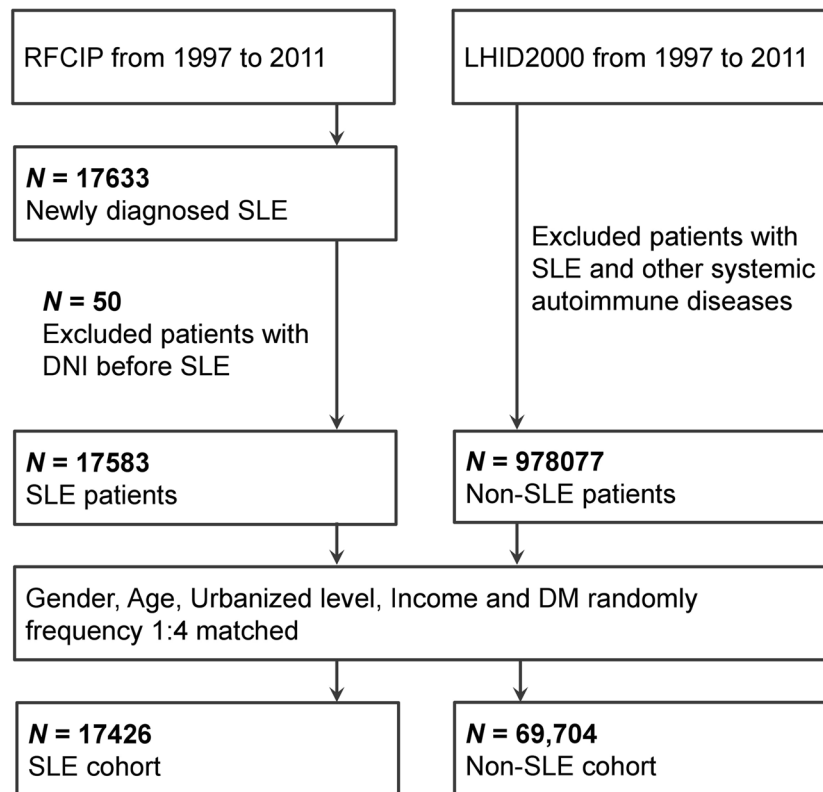 RFCIP from 1997 to 2011
LHID2000 from 1997 to 2011
N = 17633
Newly diagnosed SLE
Excluded patients with
SLE and other systemic
autoimmune diseases
N = 50
Excluded patients with
DNI before SLE
N = 17583
SLE patients
N = 978077
Non-SLE patients
Gender, Age, Urbanized level, Income and DM randomly
frequency 1:4 matched
N = 17426
SLE cohort
N = 69,704
Non-SLE cohort